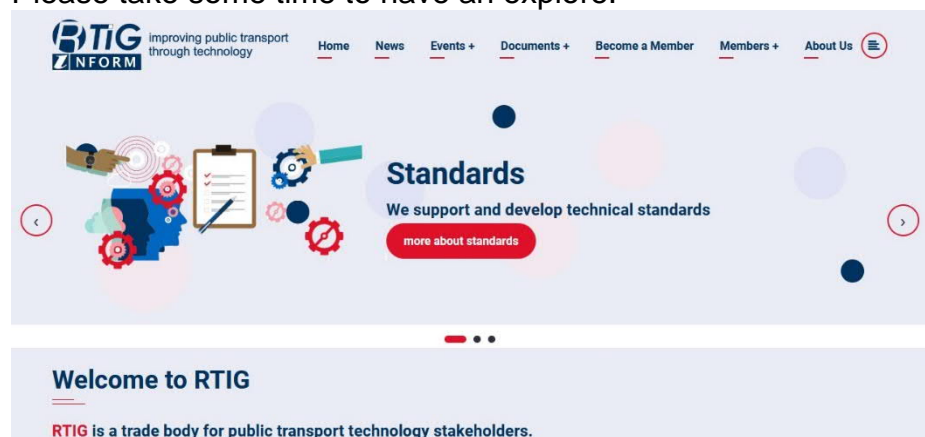 Please take some time to have an explore.
RTIG
INFORM
improving public transport
through technology
Home News Events + Documents + Become a Member Members + About Us
Standards
We support and develop technical standards
more about standards
Welcome to RTIG
RTIG is a trade body for public transport technology stakeholders.